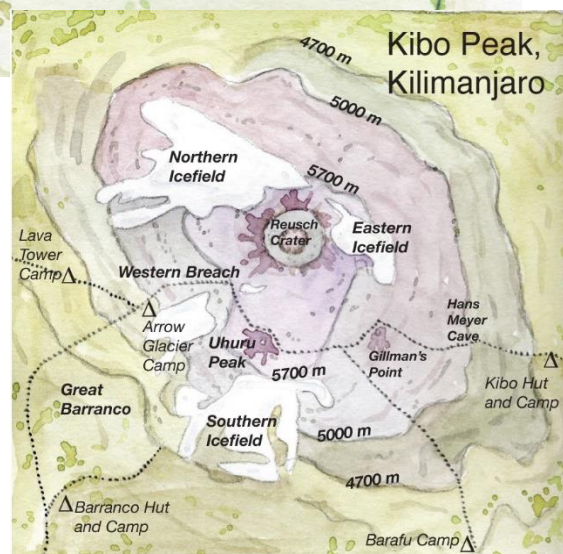 Kibo Peak,
Kilimanjaro
4700 m
5000 m
5700 m
Northern
Icefield
Reusch
Crater
Eastern
Icefield
Lava
Tower
Camp
Western Breach
Arrow
Glacier
Camp
Uhuru
Peak
Hans
Meyer
Cave
Gillman's
Point
Kibo Hut
and Camp
5700 m
Great
Barranco
Southern
Icefield
5000 m
4700 m
Barranco Hut
and Camp
Barafu Camp